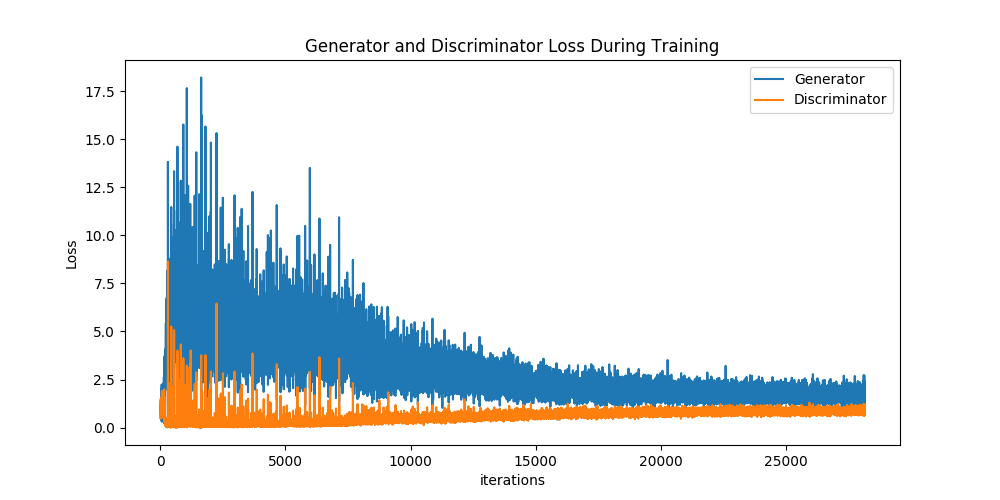 Generator and Discriminator Loss During Training
Generator
Discriminator
17.5
15.0
12.5
10.0
7.5
5.0
2.5
0.0
Loss
0 5000 10000 15000 20000 25000
iterations